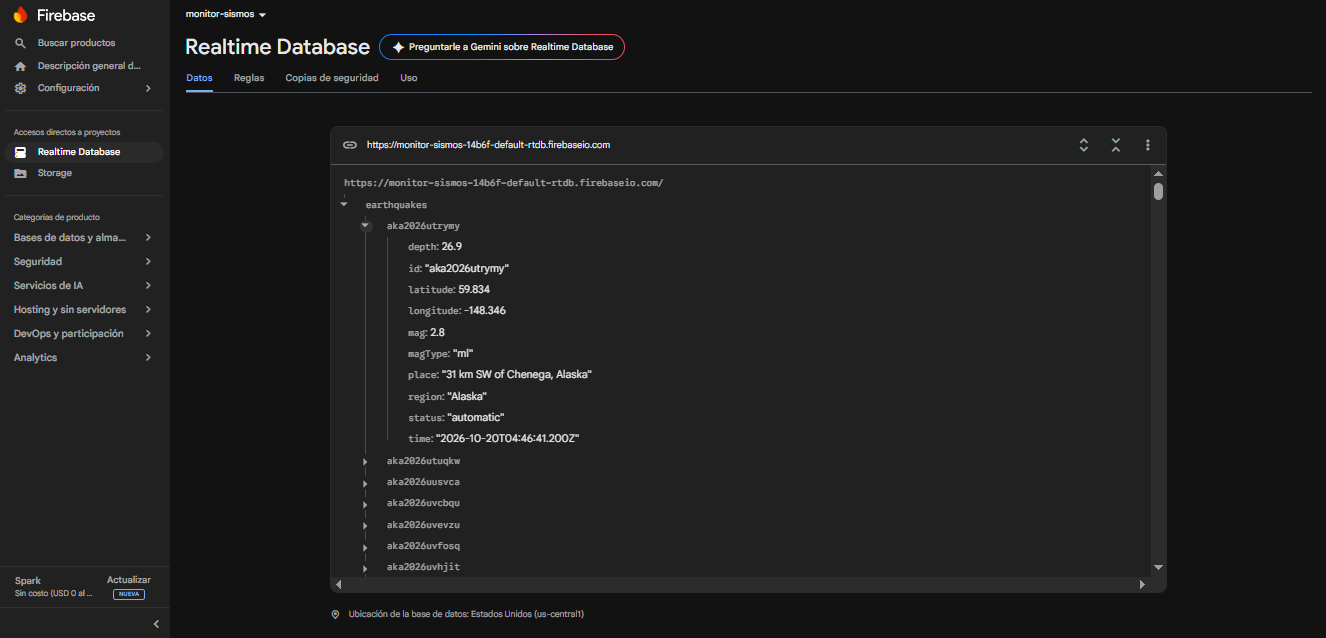 Firebase
Buscar productos
Descripción general d...
Configuración
Accesos directos a proyectos
Realtime Database
Storage
Categorías de producto
Bases de datos y alma...
Seguridad
Servicios de IA
Hosting y sin servidores
DevOps y participación
Analytics
Spark
Sin costo (USD 0 al ...
Actualizar
NUEVA
monitor-sismos
Realtime Database
Preguntarle a Gemini sobre Realtime Database
Datos Reglas Copias de seguridad Uso
https://monitor-sismos-14b6f-default-rtdb.firebaseio.com
https://monitor-sismos-14b6f-default-rtdb.firebaseio.com/
earthquakes
aka2026utrymy
depth: 26.9
id: "aka2026utrymy"
latitude: 59.834
longitude: -148.346
mag: 2.8
magType: "ml"
place: "31 km SW of Chenega, Alaska"
region: "Alaska"
status: "automatic"
time: "2026-10-20T04:46:41.200Z"
aka2026utuqkw
aka2026uusvca
aka2026uvcbqu
aka2026uvevzu
aka2026uvfosq
aka2026uvhjit
Ubicación de la base de datos: Estados Unidos (us-central1)